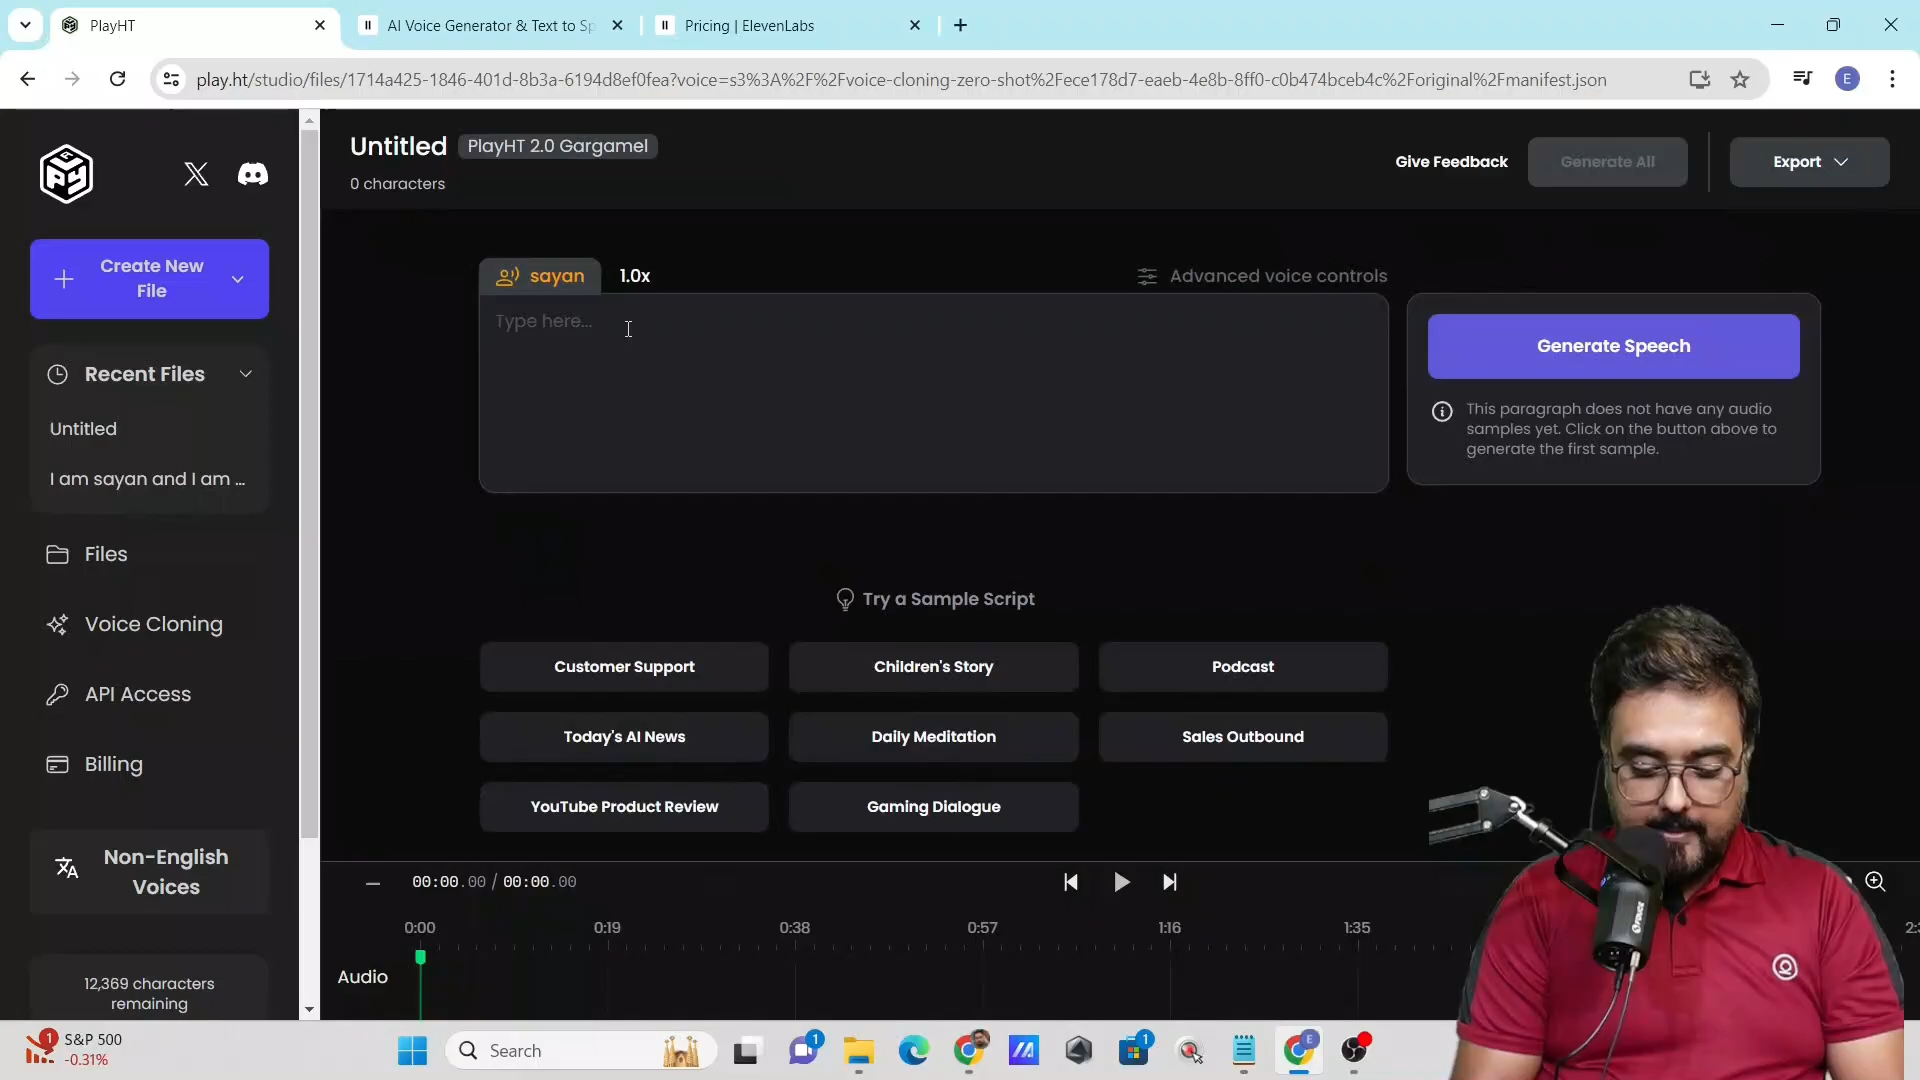 PlayHT
AI Voice Generator & Text to Sp
Pricing | ElevenLabs
play.ht/studio/files/1714a425-1846-401d-8b3a-6194d8ef0fea?voice=s3%3A%2F%2Fvoice-cloning-zero-shot%2Fece178d7-eaeb-4e8b-8ff0-c0b474bceb4c%2Foriginal%2Fmanifest.json
E
Untitled PlayHT 2.0 Gargamel
0 characters
Give Feedback
Generate All
Export
Create New
File
Recent Files
Untitled
I am sayan and I am ...
Files
Voice Cloning
API Access
Billing
Non-English
Voices
12,369 characters
remaining
sayan 1.0x
Advanced voice controls
Type here...
Generate Speech
This paragraph does not have any audio
samples yet. Click on the button above to
generate the first sample.
Try a Sample Script
Customer Support
Children's Story
Podcast
Today's AI News
Daily Meditation
Sales Outbound
YouTube Product Review
Gaming Dialogue
00:00.00 / 00:00.00
0:00 0:19 0:38 0:57 1:16 1:35
Audio
1
S&P 500
-0.31%
Search
1
1
E